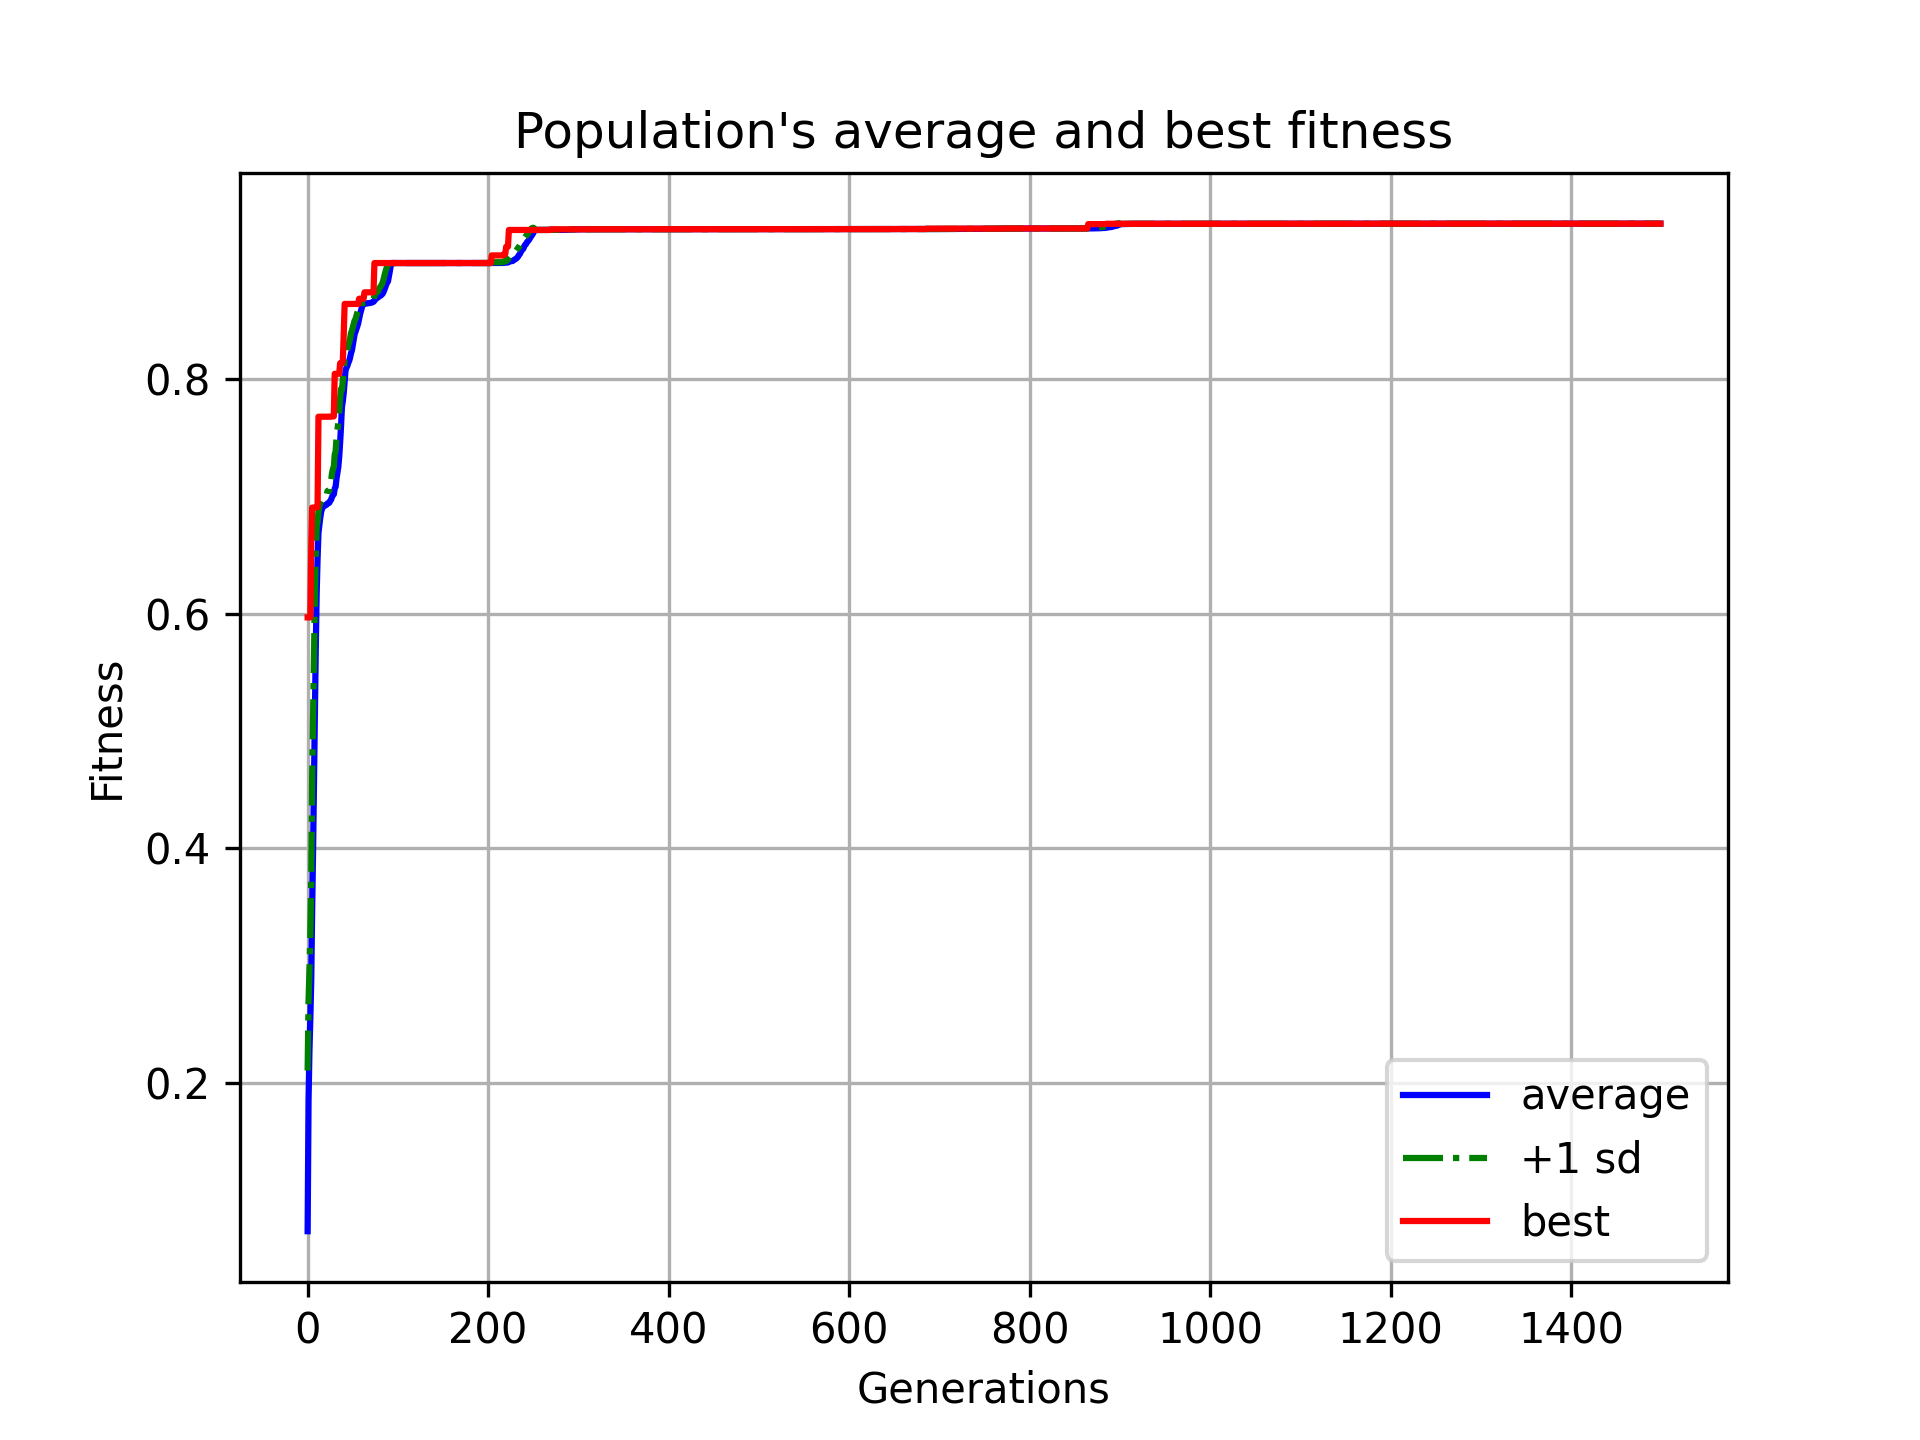 Population's average and best fitness
Fitness
0.8
0.6
0.4
0.2
average
+1 sd
best
0 200 400 600 800 1000 1200 1400
Generations